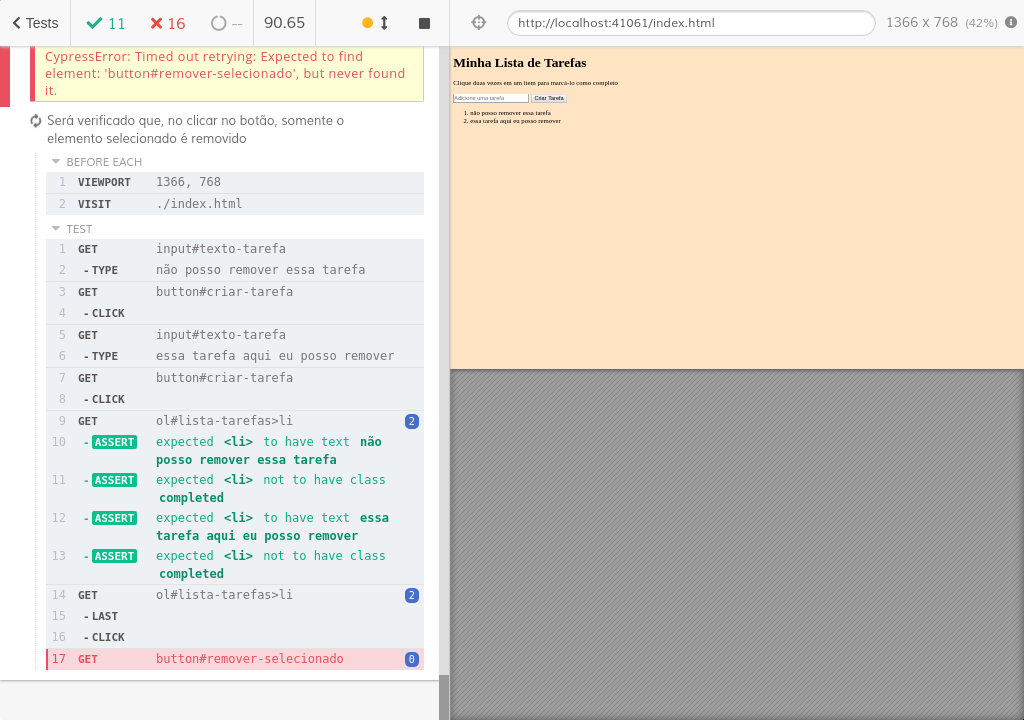 Tests 11 16 -- 90.65
http://localhost:41061/index.html 1366 x 768 (42%)
CypressError: Timed out retrying: Expected to find
element: 'button#remover-selecionado', but never found
it.
Será verificado que, no clicar no botão, somente o
elemento selecionado é removido
BEFORE EACH
1 VIEWPORT 1366, 768
2 VISIT ./index.html
TEST
1 GET input#texto-tarefa
2 -TYPE não posso remover essa tarefa
3 GET button#criar-tarefa
4 -CLICK
5 GET input#texto-tarefa
6 -TYPE essa tarefa aqui eu posso remover
7 GET button#criar-tarefa
8 -CLICK
9 GET ol#lista-tarefas>li 2
10 -ASSERT expected <li> to have text não
posso remover essa tarefa
11 -ASSERT expected <li> not to have class
completed
12 -ASSERT expected <li> to have text essa
tarefa aqui eu posso remover
13 -ASSERT expected <li> not to have class
completed
14 GET ol#lista-tarefas>li 2
15 -LAST
16 -CLICK
17 GET button#remover-selecionado 0
Minha Lista de Tarefas
Clique duas vezes em um item para marcá-lo como completo
Adicione uma tarefa Criar Tarefa
1. não posso remover essa tarefa
2. essa tarefa aqui eu posso remover